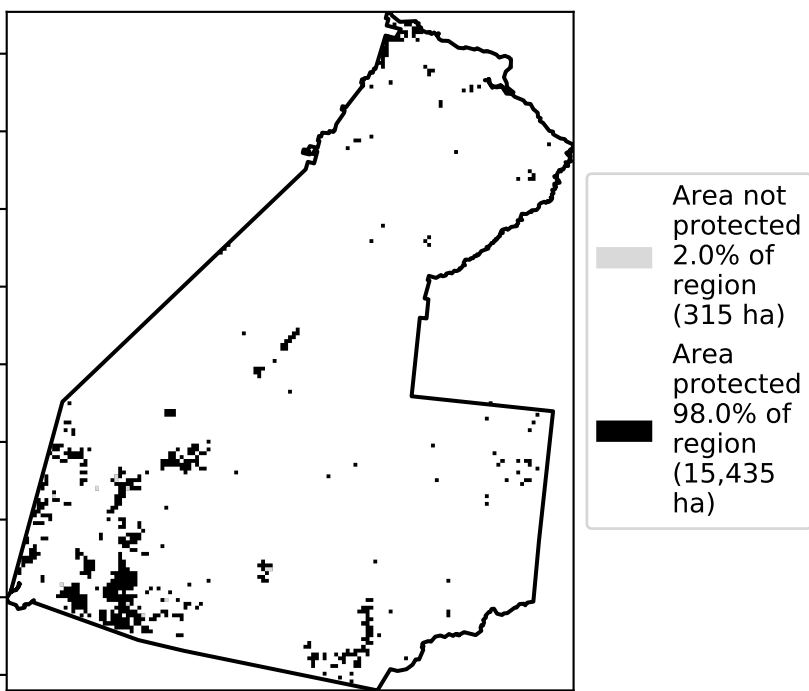 Area not
protected
2.0% of
region
(315 ha)
Area
protected
98.0% of
region
(15,435
ha)